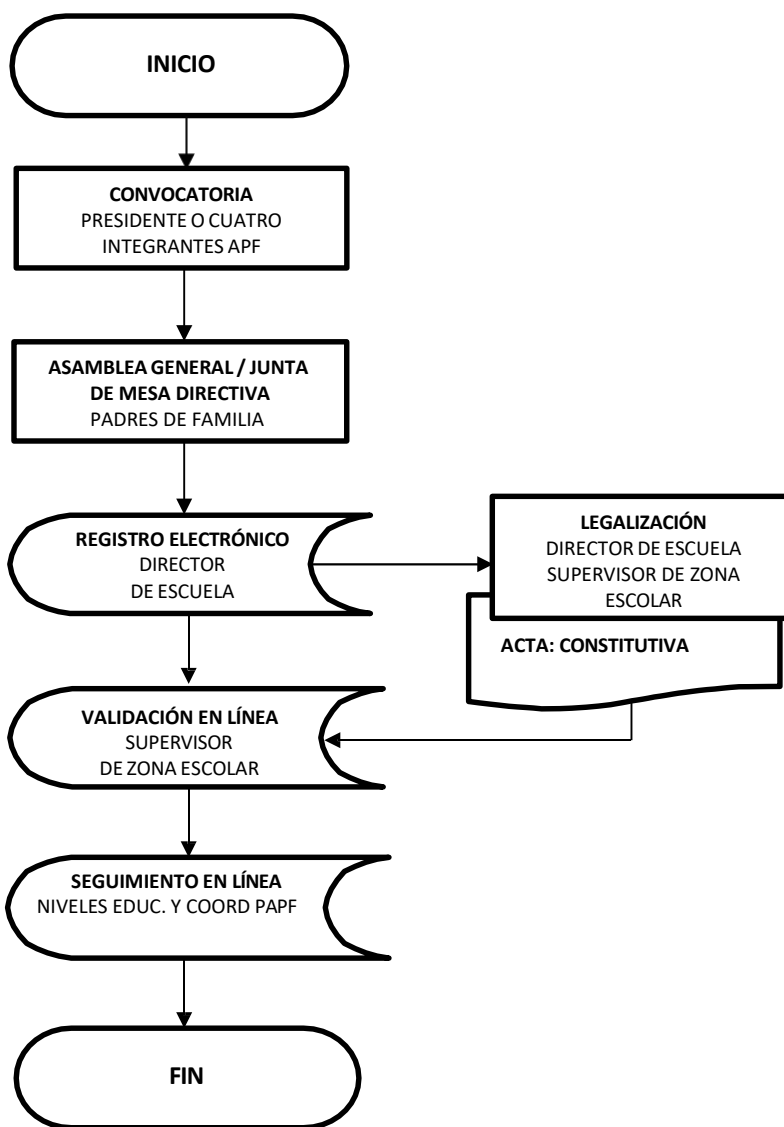 INICIO
CONVOCATORIA
PRESIDENTE O CUATRO
INTEGRANTES APF
ASAMBLEA GENERAL / JUNTA
DE MESA DIRECTIVA
PADRES DE FAMILIA
REGISTRO ELECTRÓNICO
DIRECTOR
DE ESCUELA
LEGALIZACIÓN
DIRECTOR DE ESCUELA
SUPERVISOR DE ZONA
ESCOLAR
ACTA: CONSTITUTIVA
VALIDACIÓN EN LÍNEA
SUPERVISOR
DE ZONA ESCOLAR
SEGUIMIENTO EN LÍNEA
NIVELES EDUC. Y COORD PAPF
FIN